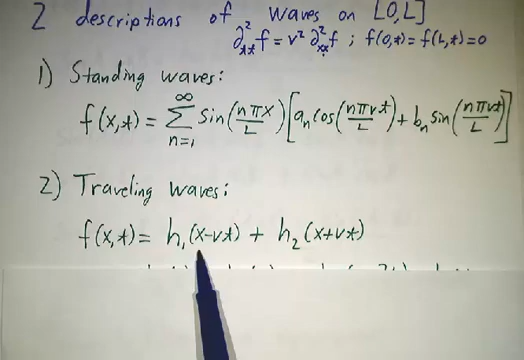 2 descriptions of waves on [0,L]
∂²ₜₜf = v² ∂²ₓₓf ; f(0,t) = f(L,t) = 0
1) Standing waves:
f(x,t) = ∑_{n=1}^{∞} sin(nπx/L) [aₙ cos(nπvt/L) + bₙ sin(nπvt/L)]
2) Traveling waves:
f(x,t) = h₁(x-vt) + h₂(x+vt)